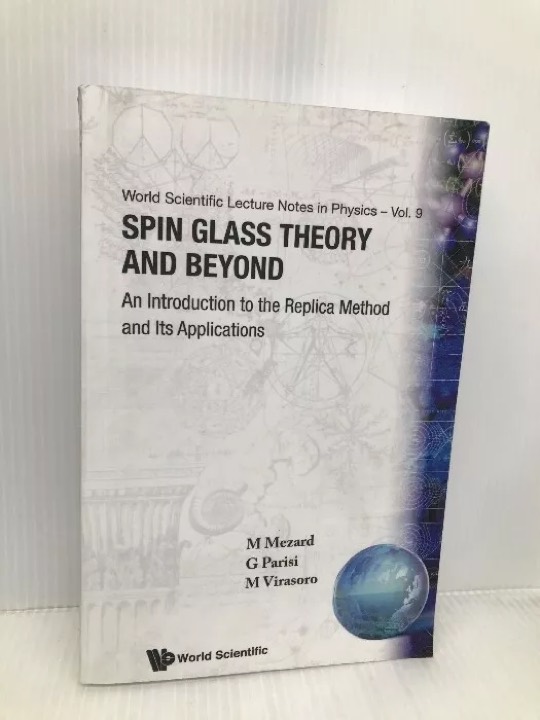 World Scientific Lecture Notes in Physics – Vol. 9
SPIN GLASS THEORY
AND BEYOND
An Introduction to the Replica Method
and Its Applications
M Mezard
G Parisi
M Virasoro
World Scientific